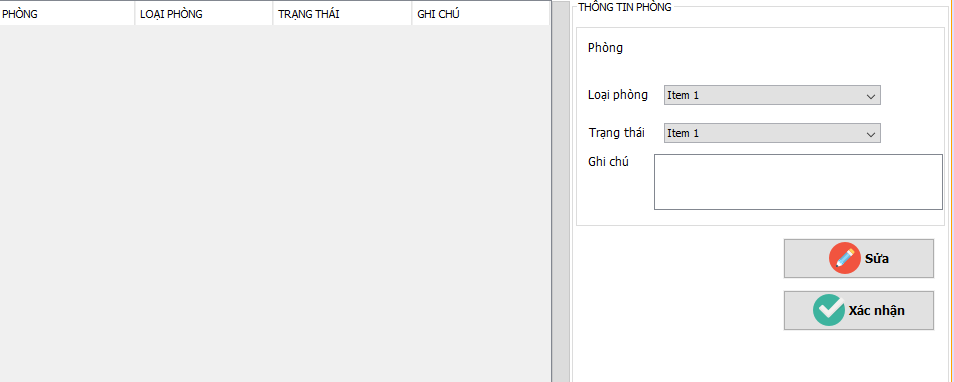 PHÒNG LOẠI PHÒNG TRẠNG THÁI GHI CHÚ
THÔNG TIN PHÒNG
Phòng
Loại phòng Item 1
Trạng thái Item 1
Ghi chú
Sửa
Xác nhận